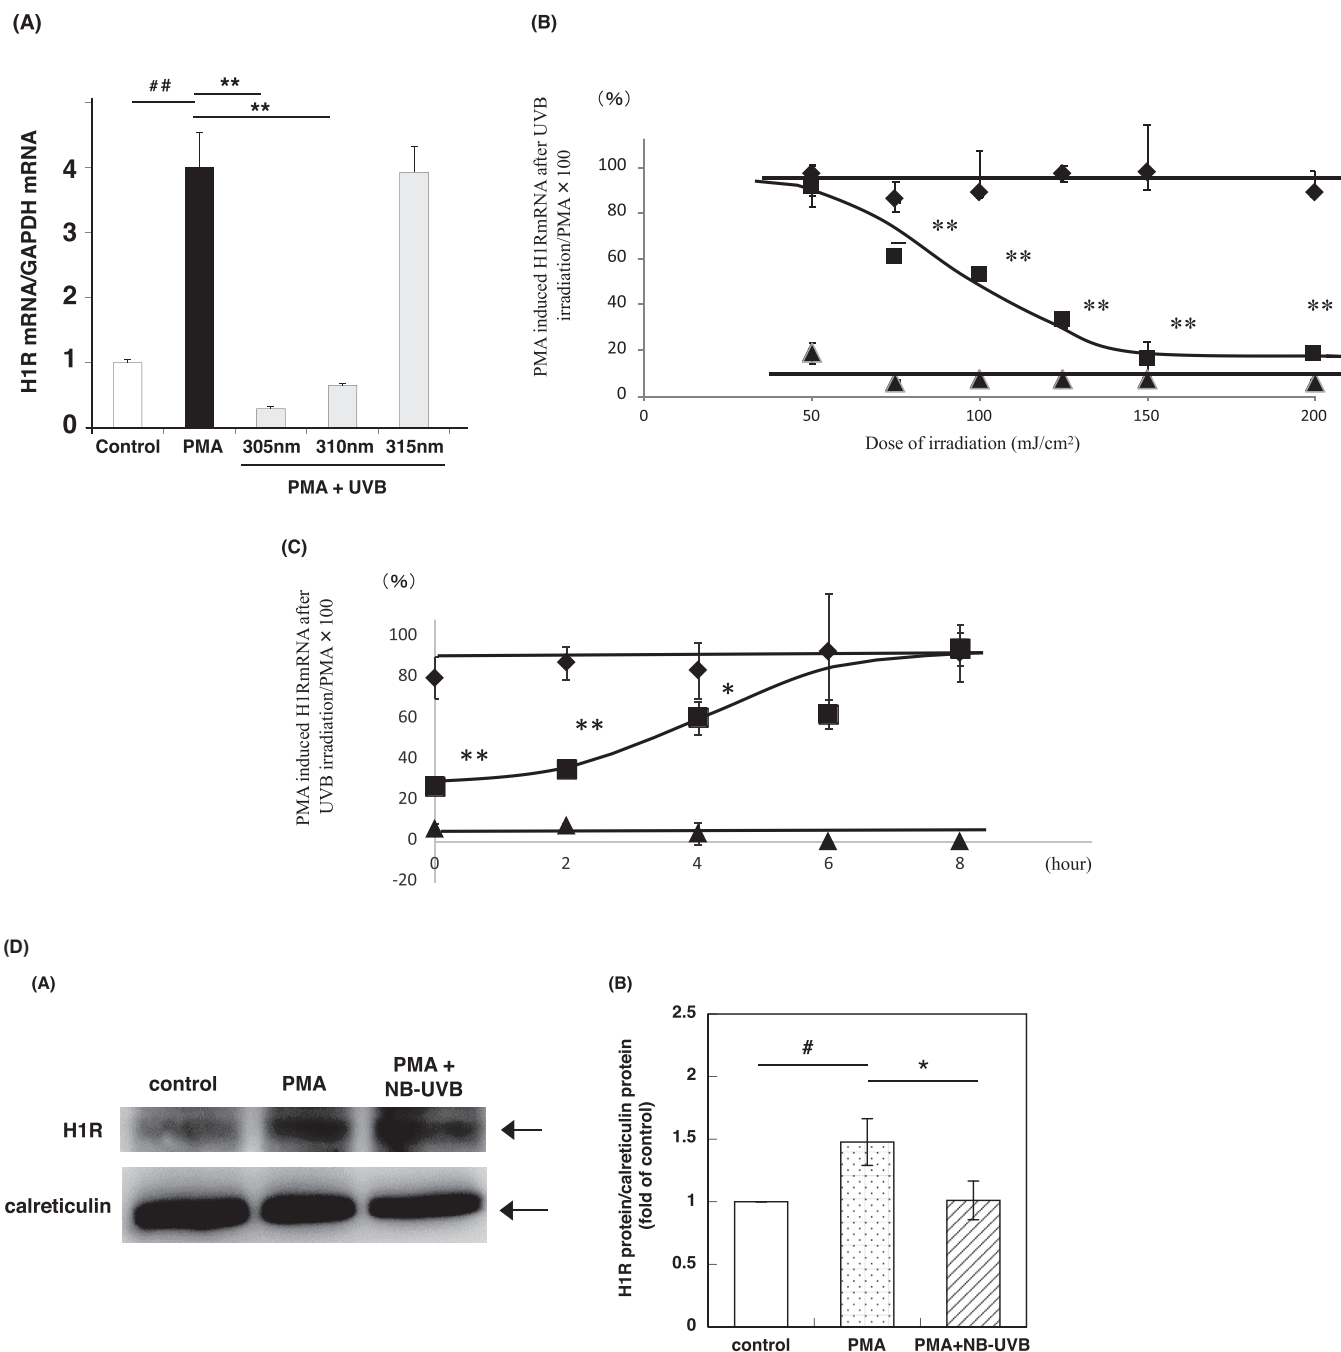 (A)
(B)
H1R mRNA/GAPDH mRNA
4
3
2
1
0
##
**
**
Control PMA 305nm 310nm 315nm
PMA + UVB
PMA induced H1RmRNA after UVB
irradiation/PMA × 100
(%)
100
80
60
40
20
0
**
**
**
**
**
0 50 100 150 200
Dose of irradiation (mJ/cm²)
(C)
PMA induced H1RmRNA after
UVB irradiation/PMA × 100
(%)
100
80
60
40
20
0
-20
**
**
*
0 2 4 6 8 (hour)
(D)
(A)
control PMA PMA +
NB-UVB
H1R
calreticulin
(B)
H1R protein/calreticulin protein
(fold of control)
2.5
2
1.5
1
0.5
0
#
*
control PMA PMA+NB-UVB